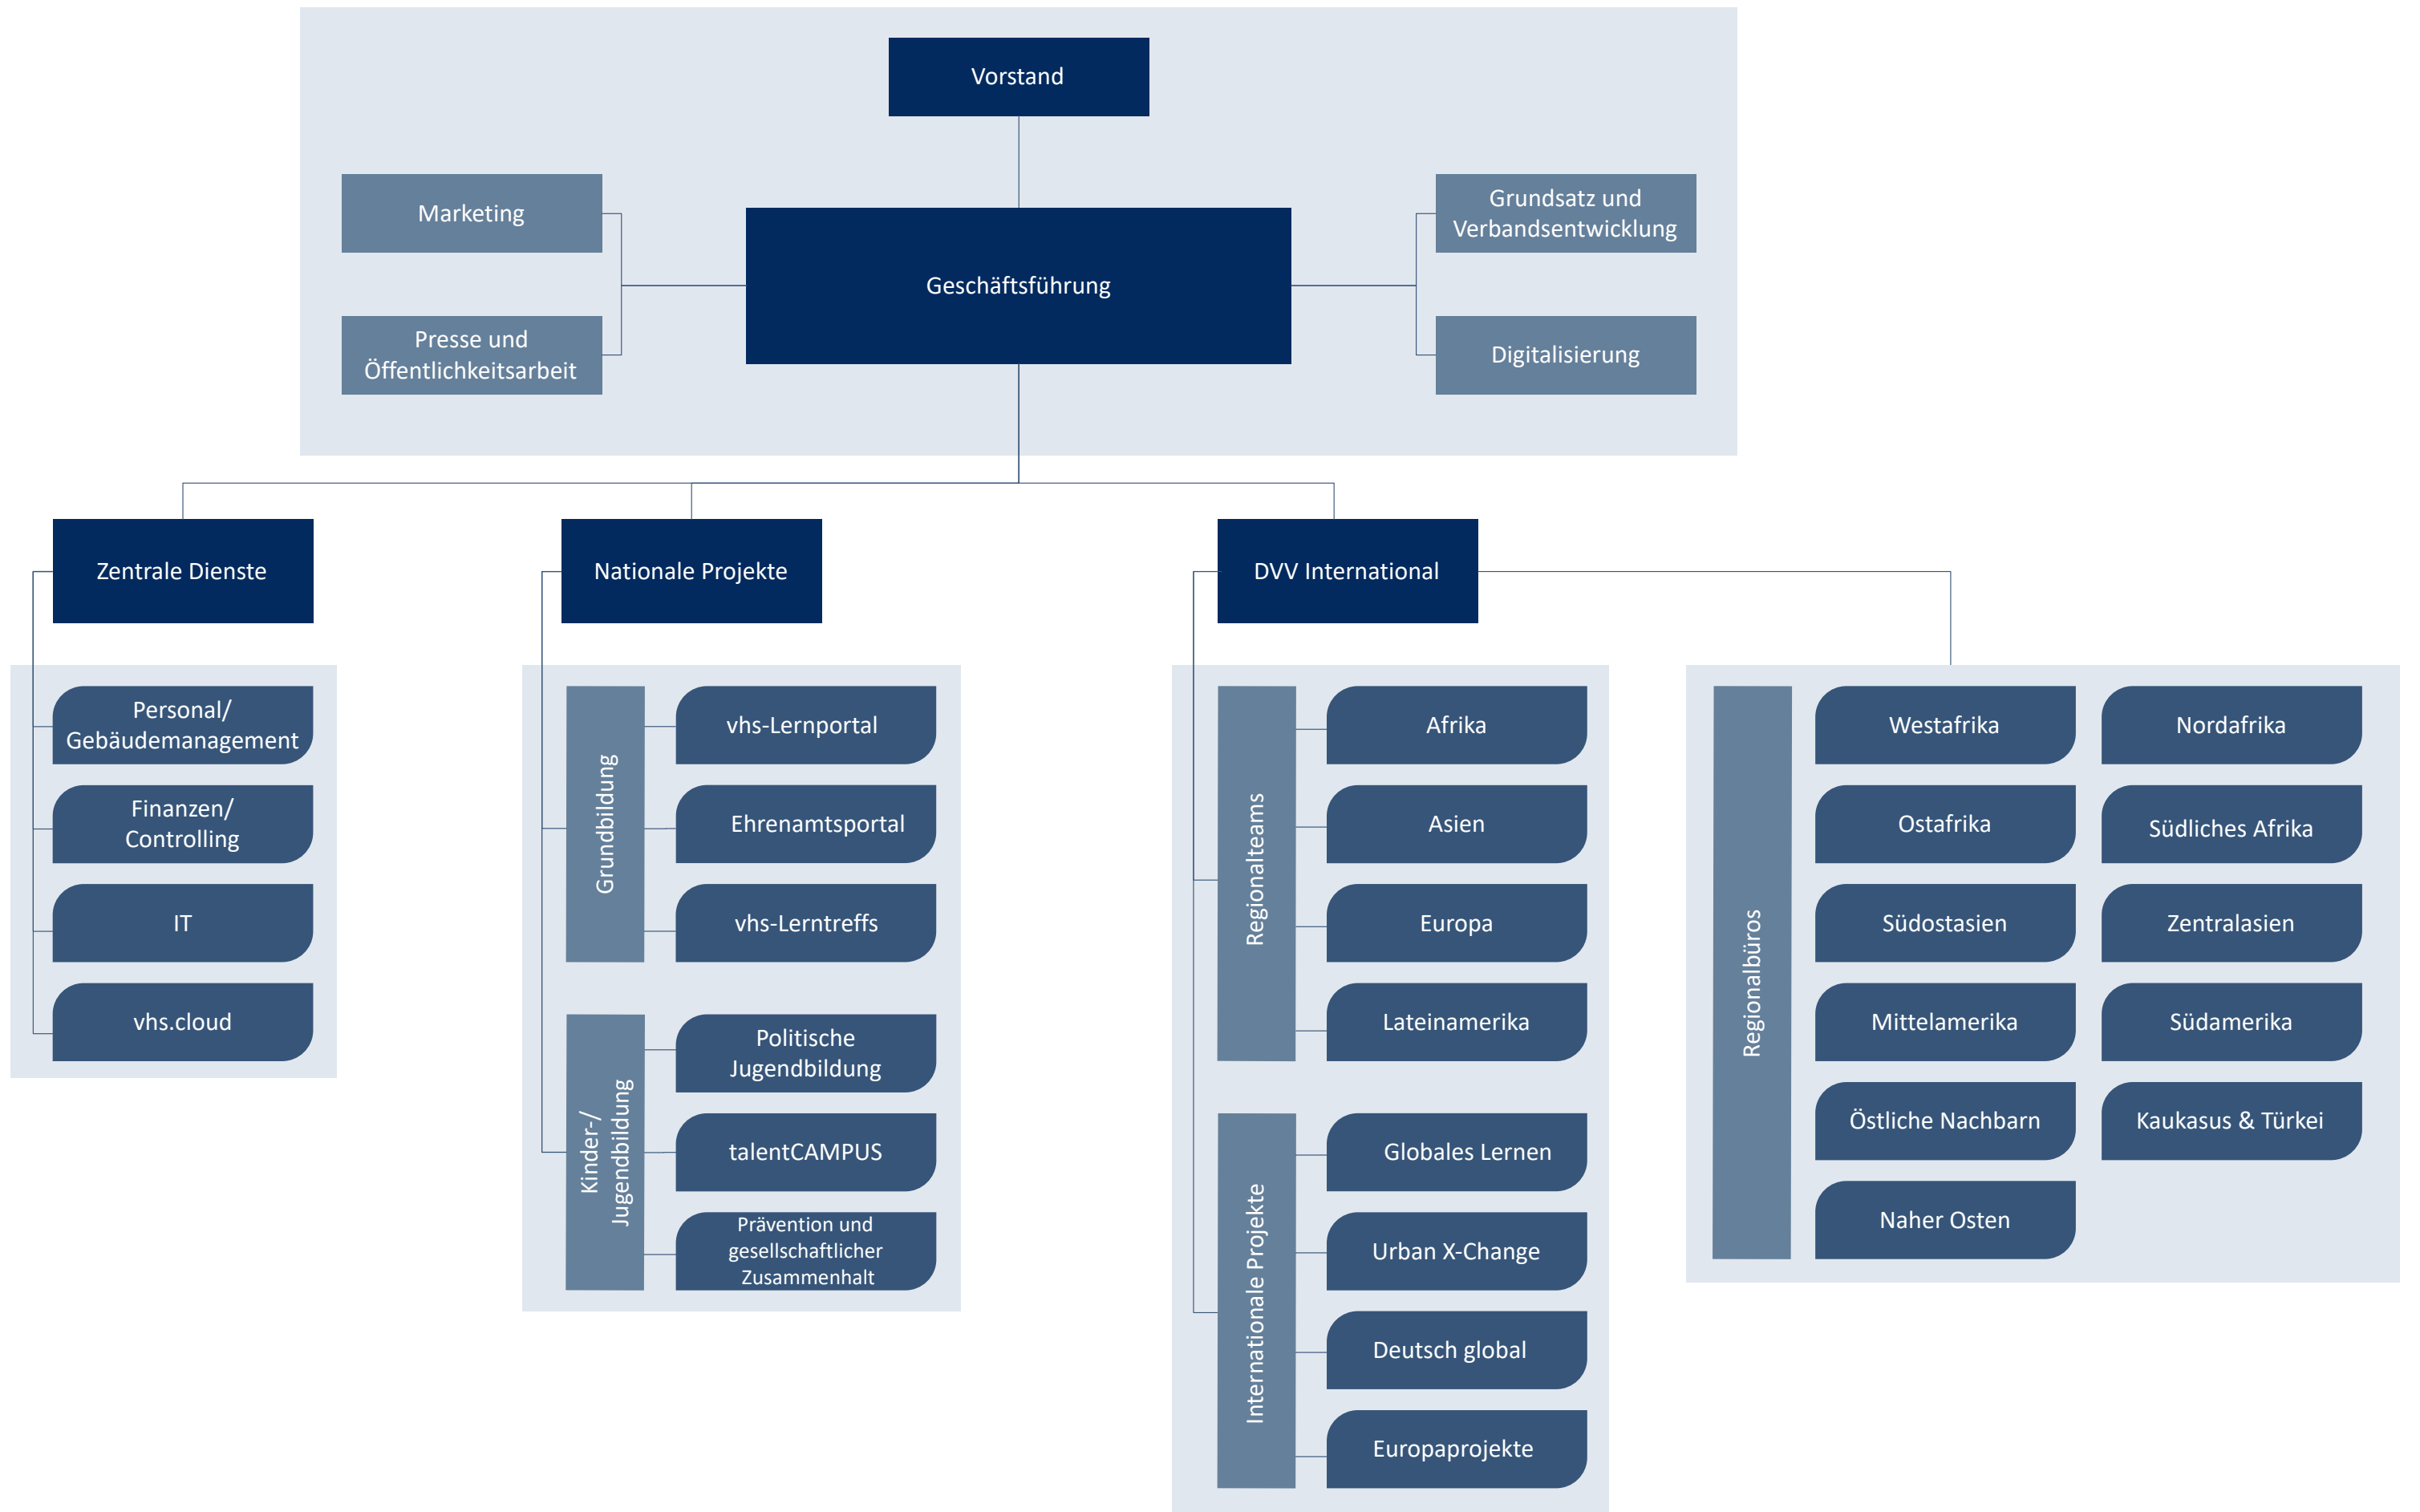 Vorstand
Marketing
Grundsatz und
Verbandsentwicklung
Geschäftsführung
Presse und
Öffentlichkeitsarbeit
Digitalisierung
Zentrale Dienste
Nationale Projekte
DVV International
Personal/
Gebäudemanagement
Finanzen/
Controlling
IT
vhs.cloud
Grundbildung
vhs-Lernportal
Ehrenamtsportal
vhs-Lerntreffs
Kinder-/
Jugendbildung
Politische
Jugendbildung
talentCAMPUS
Prävention und
gesellschaftlicher
Zusammenhalt
Regionalteams
Afrika
Asien
Europa
Lateinamerika
Internationale Projekte
Globales Lernen
Urban X-Change
Deutsch global
Europaprojekte
Regionalbüros
Westafrika
Nordafrika
Ostafrika
Südliches Afrika
Südostasien
Zentralasien
Mittelamerika
Südamerika
Östliche Nachbarn
Kaukasus & Türkei
Naher Osten